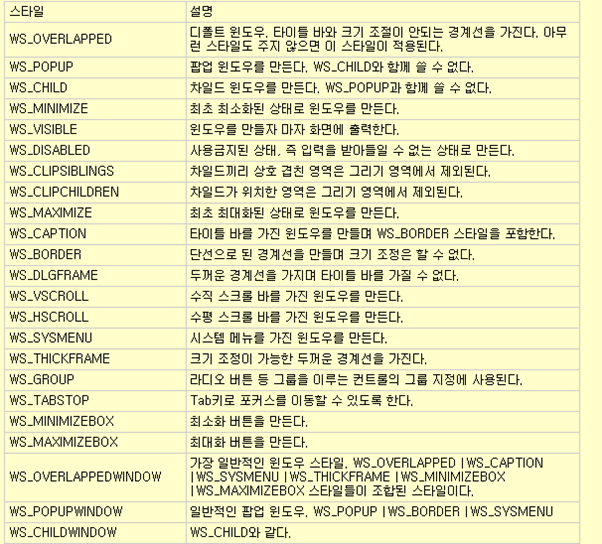 스타일 설명
WS_OVERLAPPED 디폴트 윈도우. 타이틀 바와 크기 조절이 안되는 경계선을 가진다. 아무
런 스타일도 주지 않으면 이 스타일이 적용된다.
WS_POPUP 팝업 윈도우를 만든다. WS_CHILD와 함께 쓸 수 없다.
WS_CHILD 차일드 윈도우를 만든다. WS_POPUP과 함께 쓸 수 없다.
WS_MINIMIZE 최초 최소화된 상태로 윈도우를 만든다.
WS_VISIBLE 윈도우를 만들자 마자 화면에 출력한다.
WS_DISABLED 사용금지된 상태, 즉 입력을 받아들일 수 없는 상태로 만든다.
WS_CLIPSIBLINGS 차일드끼리 상호 겹친 영역은 그리기 영역에서 제외된다.
WS_CLIPCHILDREN 차일드가 위치한 영역은 그리기 영역에서 제외된다.
WS_MAXIMIZE 최초 최대화된 상태로 윈도우를 만든다.
WS_CAPTION 타이틀 바를 가진 윈도우를 만들며 WS_BORDER 스타일을 포함한다.
WS_BORDER 단선으로 된 경계선을 만들며 크기 조정은 할 수 없다.
WS_DLGFRAME 두꺼운 경계선을 가지며 타이틀 바를 가질 수 없다.
WS_VSCROLL 수직 스크롤 바를 가진 윈도우를 만든다.
WS_HSCROLL 수평 스크롤 바를 가진 윈도우를 만든다.
WS_SYSMENU 시스템 메뉴를 가진 윈도우를 만든다.
WS_THICKFRAME 크기 조정이 가능한 두꺼운 경계선을 가진다.
WS_GROUP 라디오 버튼 등 그룹을 이루는 컨트롤의 그룹 지정에 사용된다.
WS_TABSTOP Tab키로 포커스를 이동할 수 있도록 한다.
WS_MINIMIZEBOX 최소화 버튼을 만든다.
WS_MAXIMIZEBOX 최대화 버튼을 만든다.
WS_OVERLAPPEDWINDOW 가장 일반적인 윈도우 스타일, WS_OVERLAPPED |WS_CAPTION
|WS_SYSMENU |WS_THICKFRAME |WS_MINIMIZEBOX
|WS_MAXIMIZEBOX 스타일들이 조합된 스타일이다.
WS_POPUPWINDOW 일반적인 팝업 윈도우, WS_POPUP |WS_BORDER |WS_SYSMENU
WS_CHILDWINDOW WS_CHILD와 같다.